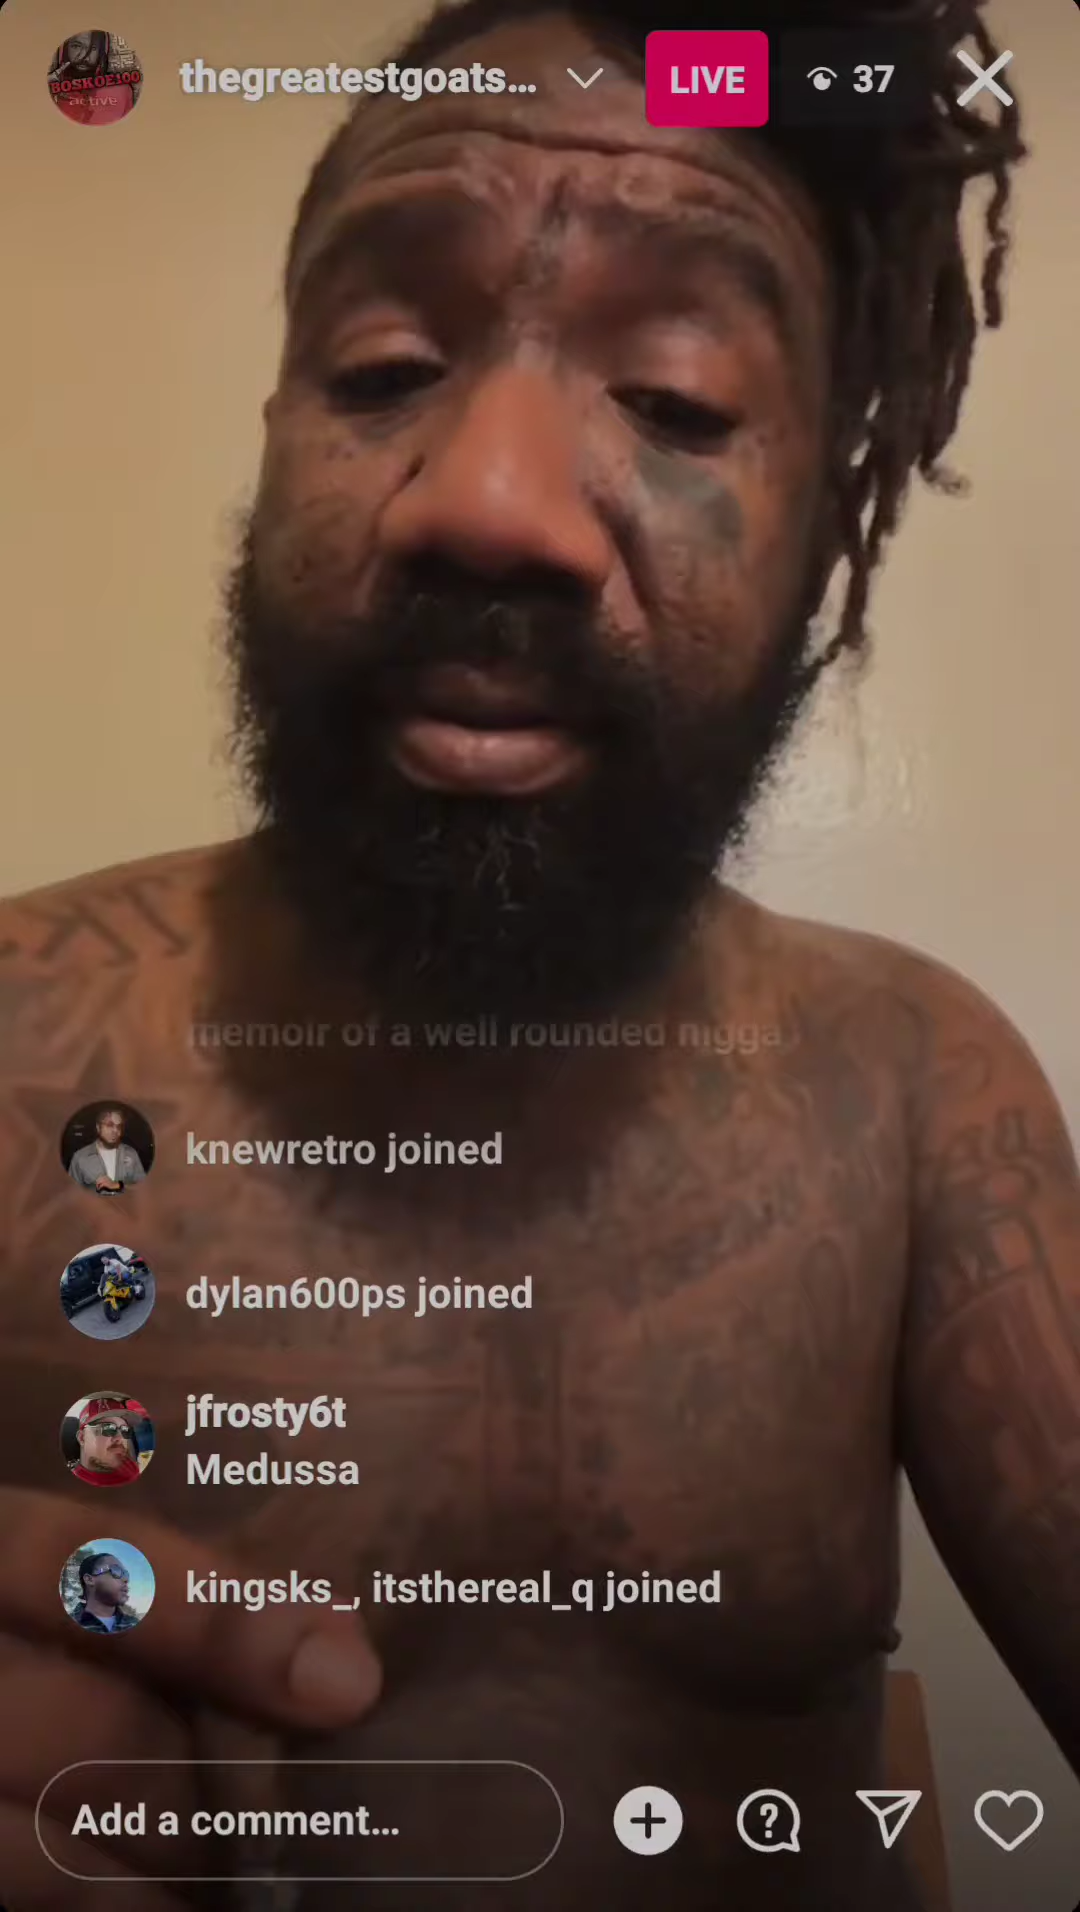 BOSKOE100
active
thegreatestgoats...
LIVE
37
memoir of a well rounded nigga
knewretro joined
dylan600ps joined
jfrosty6t
Medussa
kingsks_, itsthereal_q joined
Add a comment...